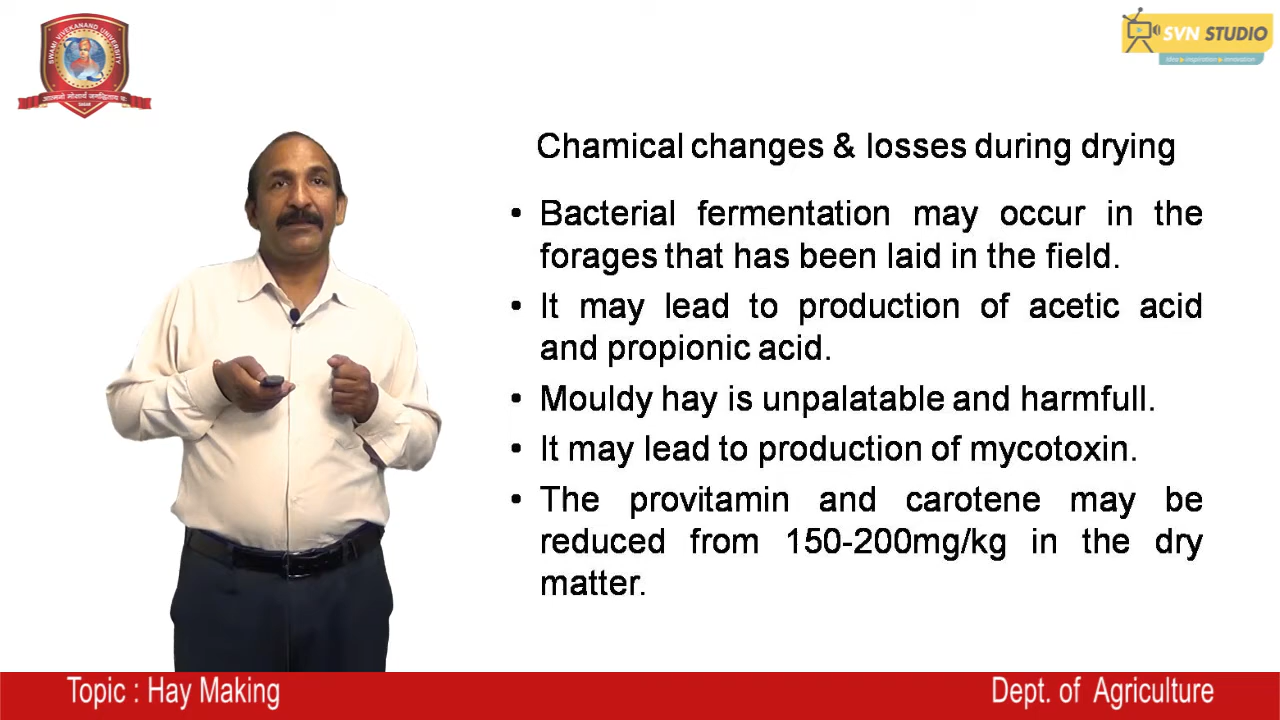 SWAMI VIVEKANAND UNIVERSITY
SVN STUDIO
Chamical changes & losses during drying
• Bacterial fermentation may occur in the
forages that has been laid in the field.
• It may lead to production of acetic acid
and propionic acid.
• Mouldy hay is unpalatable and harmfull.
• It may lead to production of mycotoxin.
• The provitamin and carotene may be
reduced from 150-200mg/kg in the dry
matter.
Topic : Hay Making
Dept. of Agriculture